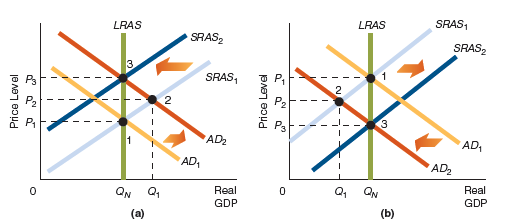 LRAS
SRAS2
3
P3
SRAS1
2
P2
Price Level
P1
1
AD2
AD1
0
QN
Q1
Real
GDP
(a)
LRAS
SRAS1
SRAS2
P1
1
2
P2
Price Level
P3
3
AD1
AD2
0
Q1
QN
Real
GDP
(b)